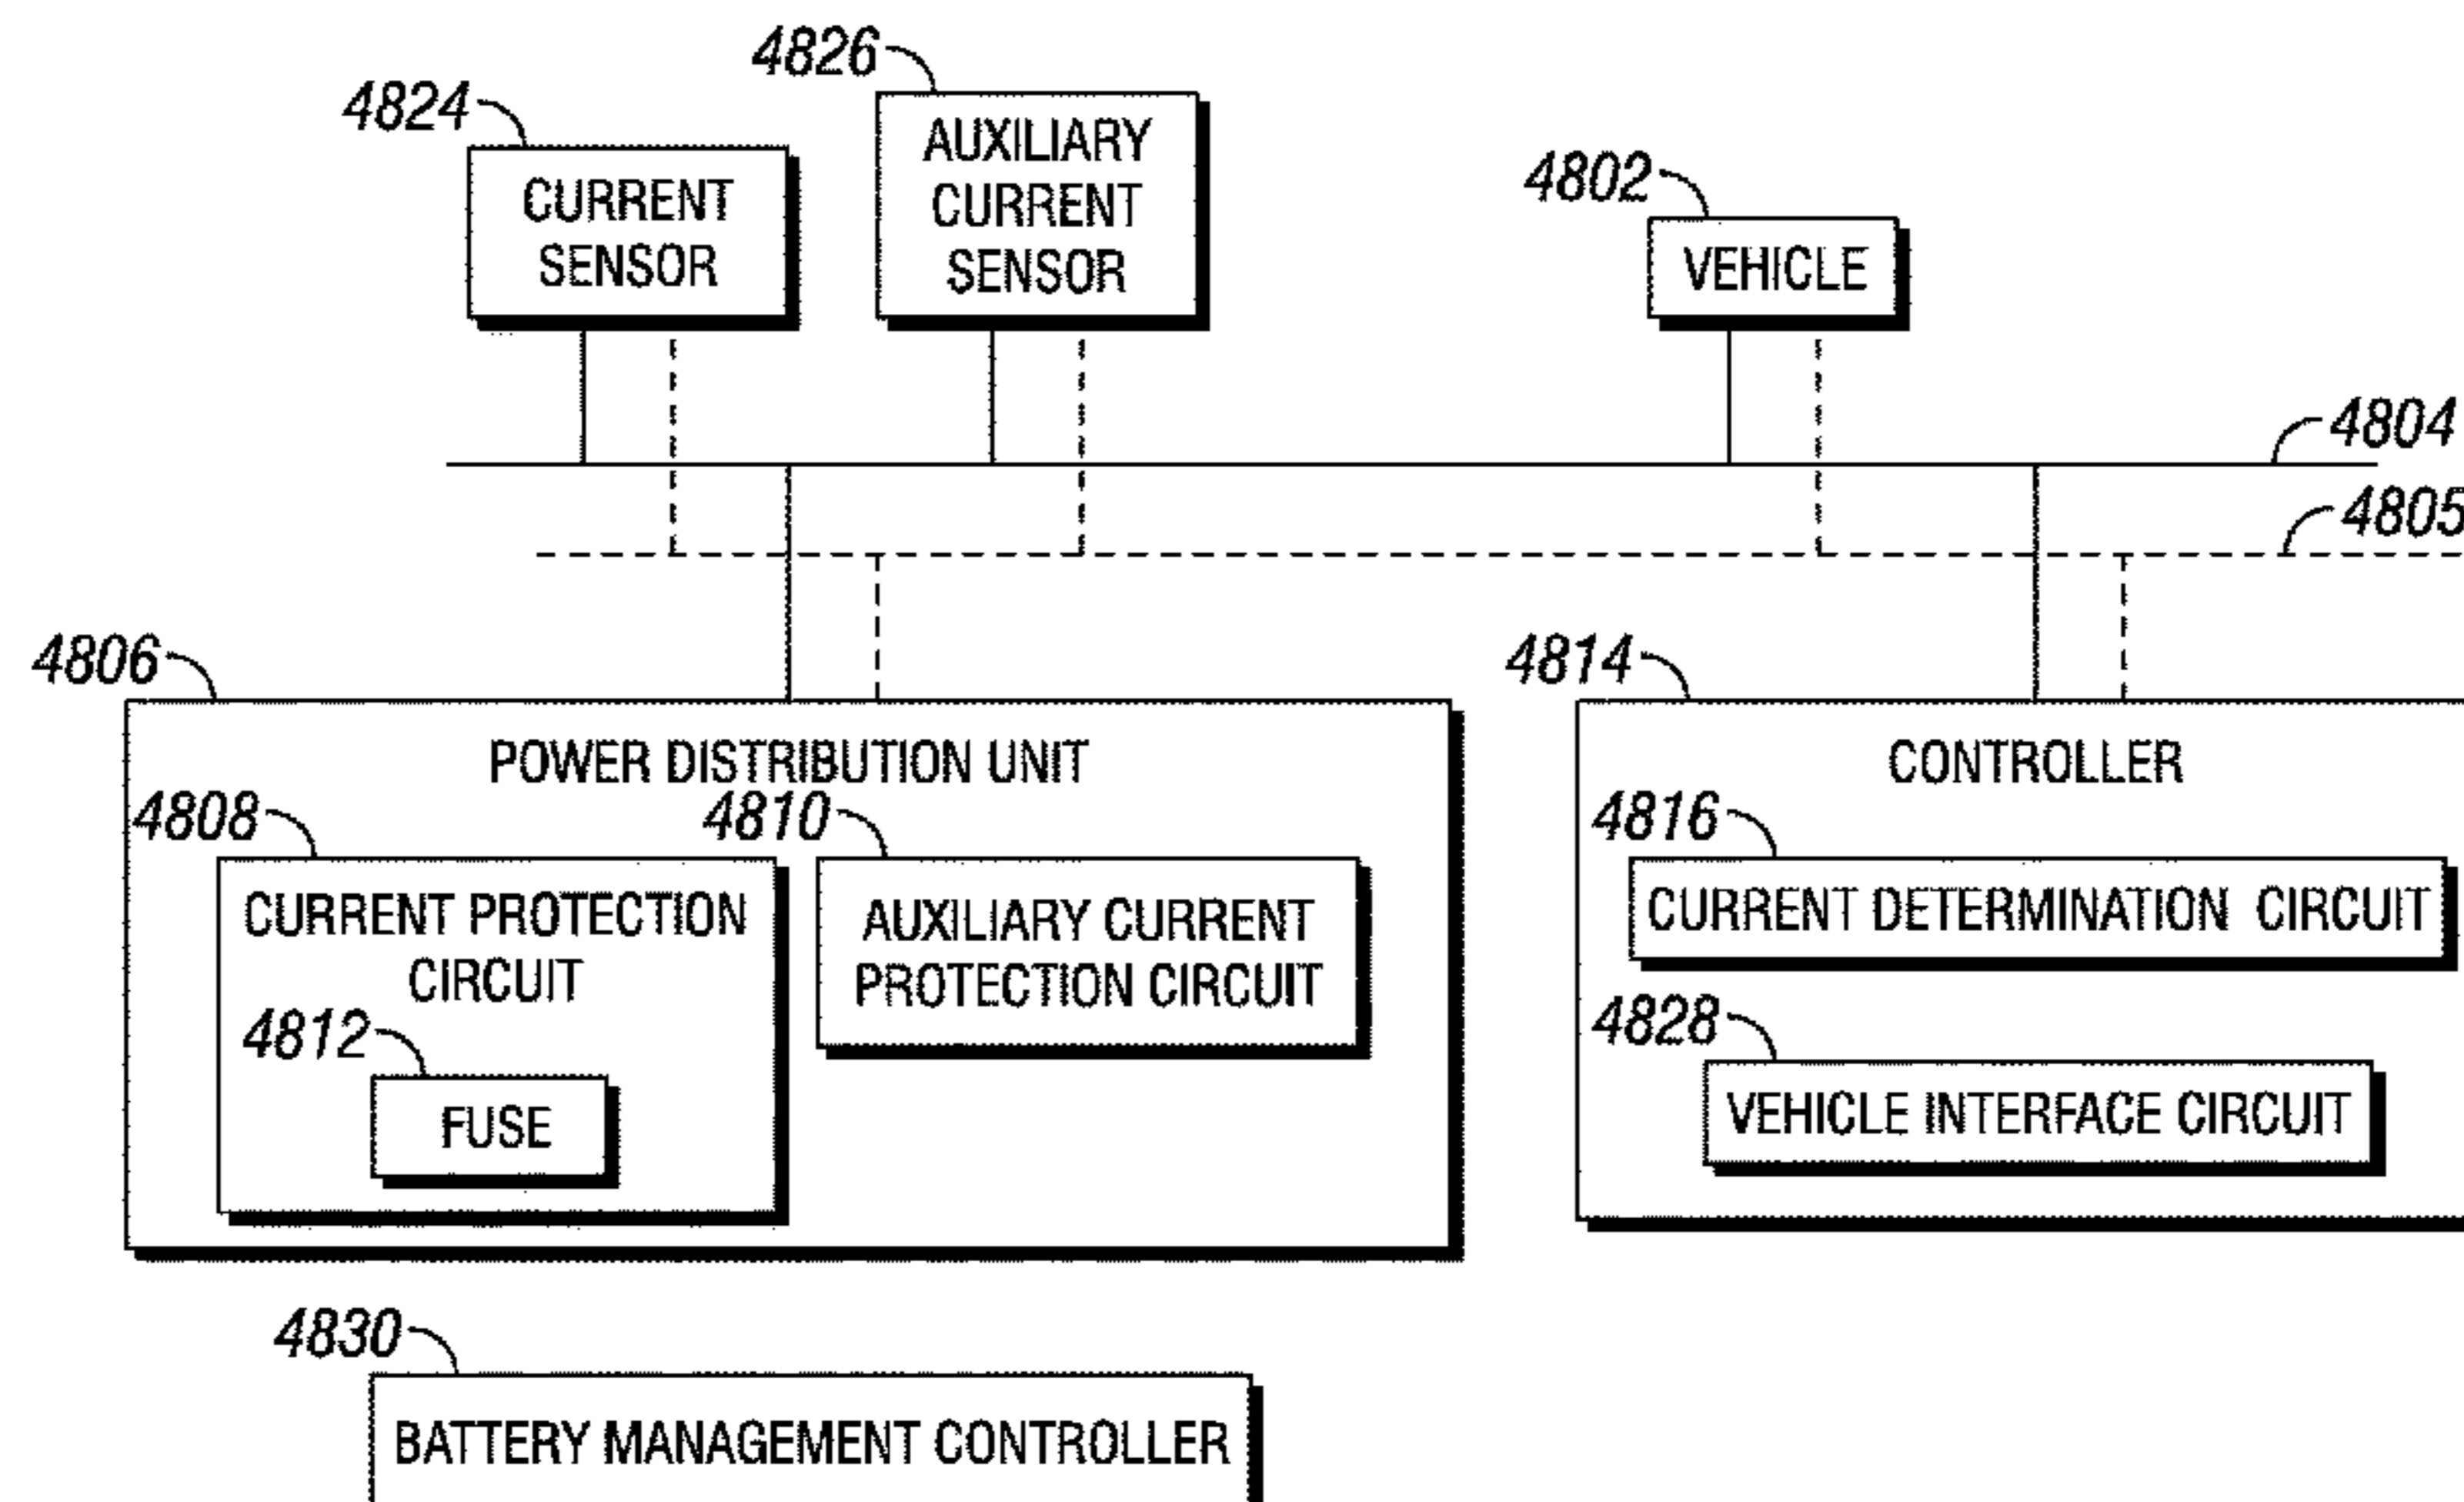 4826
4824
AUXILIARY
CURRENT
SENSOR
CURRENT
SENSOR
4802
VEHICLE
4804
4805
4806
POWER DISTRIBUTION UNIT
4808
CURRENT PROTECTION
CIRCUIT
4812
FUSE
4810
AUXILIARY CURRENT
PROTECTION CIRCUIT
4814
CONTROLLER
4816
CURRENT DETERMINATION CIRCUIT
4828
VEHICLE INTERFACE CIRCUIT
4830
BATTERY MANAGEMENT CONTROLLER